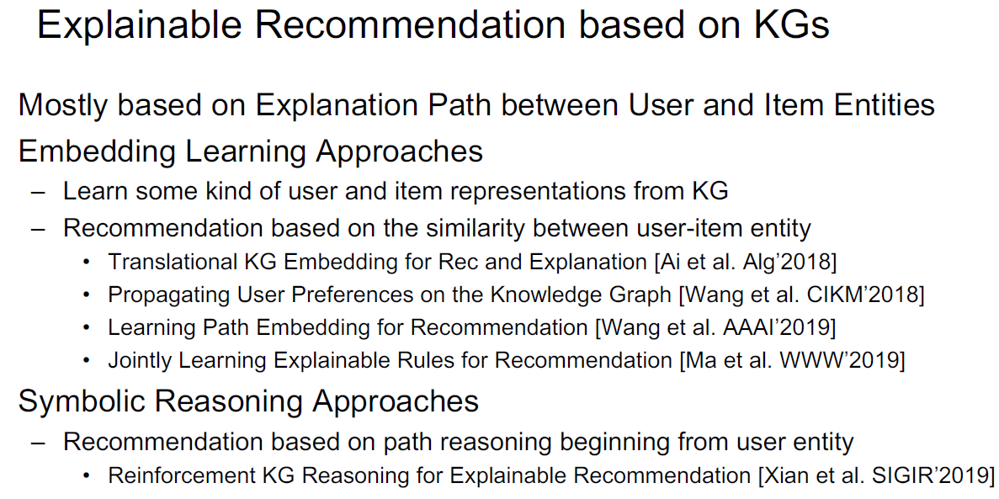 Explainable Recommendation based on KGs
Mostly based on Explanation Path between User and Item Entities
Embedding Learning Approaches
– Learn some kind of user and item representations from KG
– Recommendation based on the similarity between user-item entity
• Translational KG Embedding for Rec and Explanation [Ai et al. Alg’2018]
• Propagating User Preferences on the Knowledge Graph [Wang et al. CIKM’2018]
• Learning Path Embedding for Recommendation [Wang et al. AAAI’2019]
• Jointly Learning Explainable Rules for Recommendation [Ma et al. WWW’2019]
Symbolic Reasoning Approaches
– Recommendation based on path reasoning beginning from user entity
• Reinforcement KG Reasoning for Explainable Recommendation [Xian et al. SIGIR’2019]